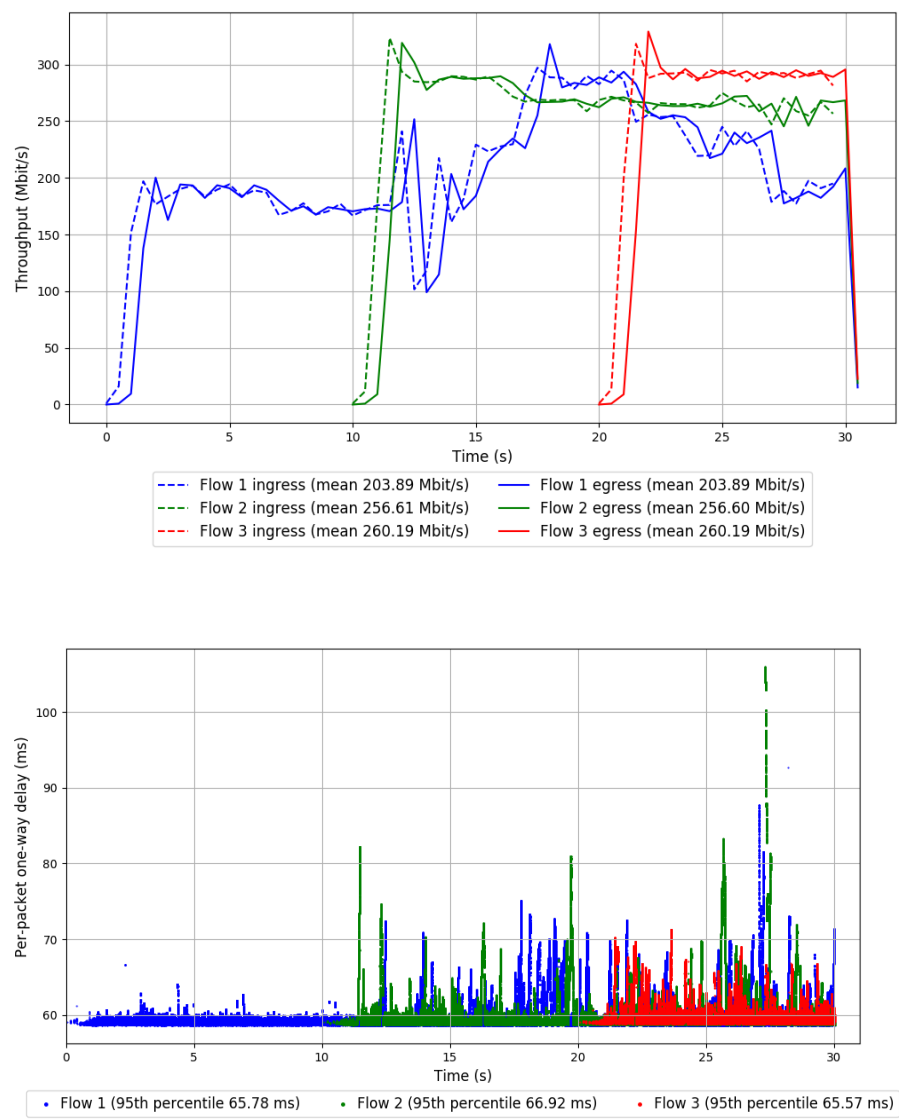 300
250
200
150
100
50
0
Throughput (Mbit/s)
0 5 10 15 20 25 30
Time (s)
Flow 1 ingress (mean 203.89 Mbit/s) Flow 1 egress (mean 203.89 Mbit/s)
Flow 2 ingress (mean 256.61 Mbit/s) Flow 2 egress (mean 256.60 Mbit/s)
Flow 3 ingress (mean 260.19 Mbit/s) Flow 3 egress (mean 260.19 Mbit/s)
100
90
80
70
60
Per-packet one-way delay (ms)
0 5 10 15 20 25 30
Time (s)
Flow 1 (95th percentile 65.78 ms) Flow 2 (95th percentile 66.92 ms) Flow 3 (95th percentile 65.57 ms)